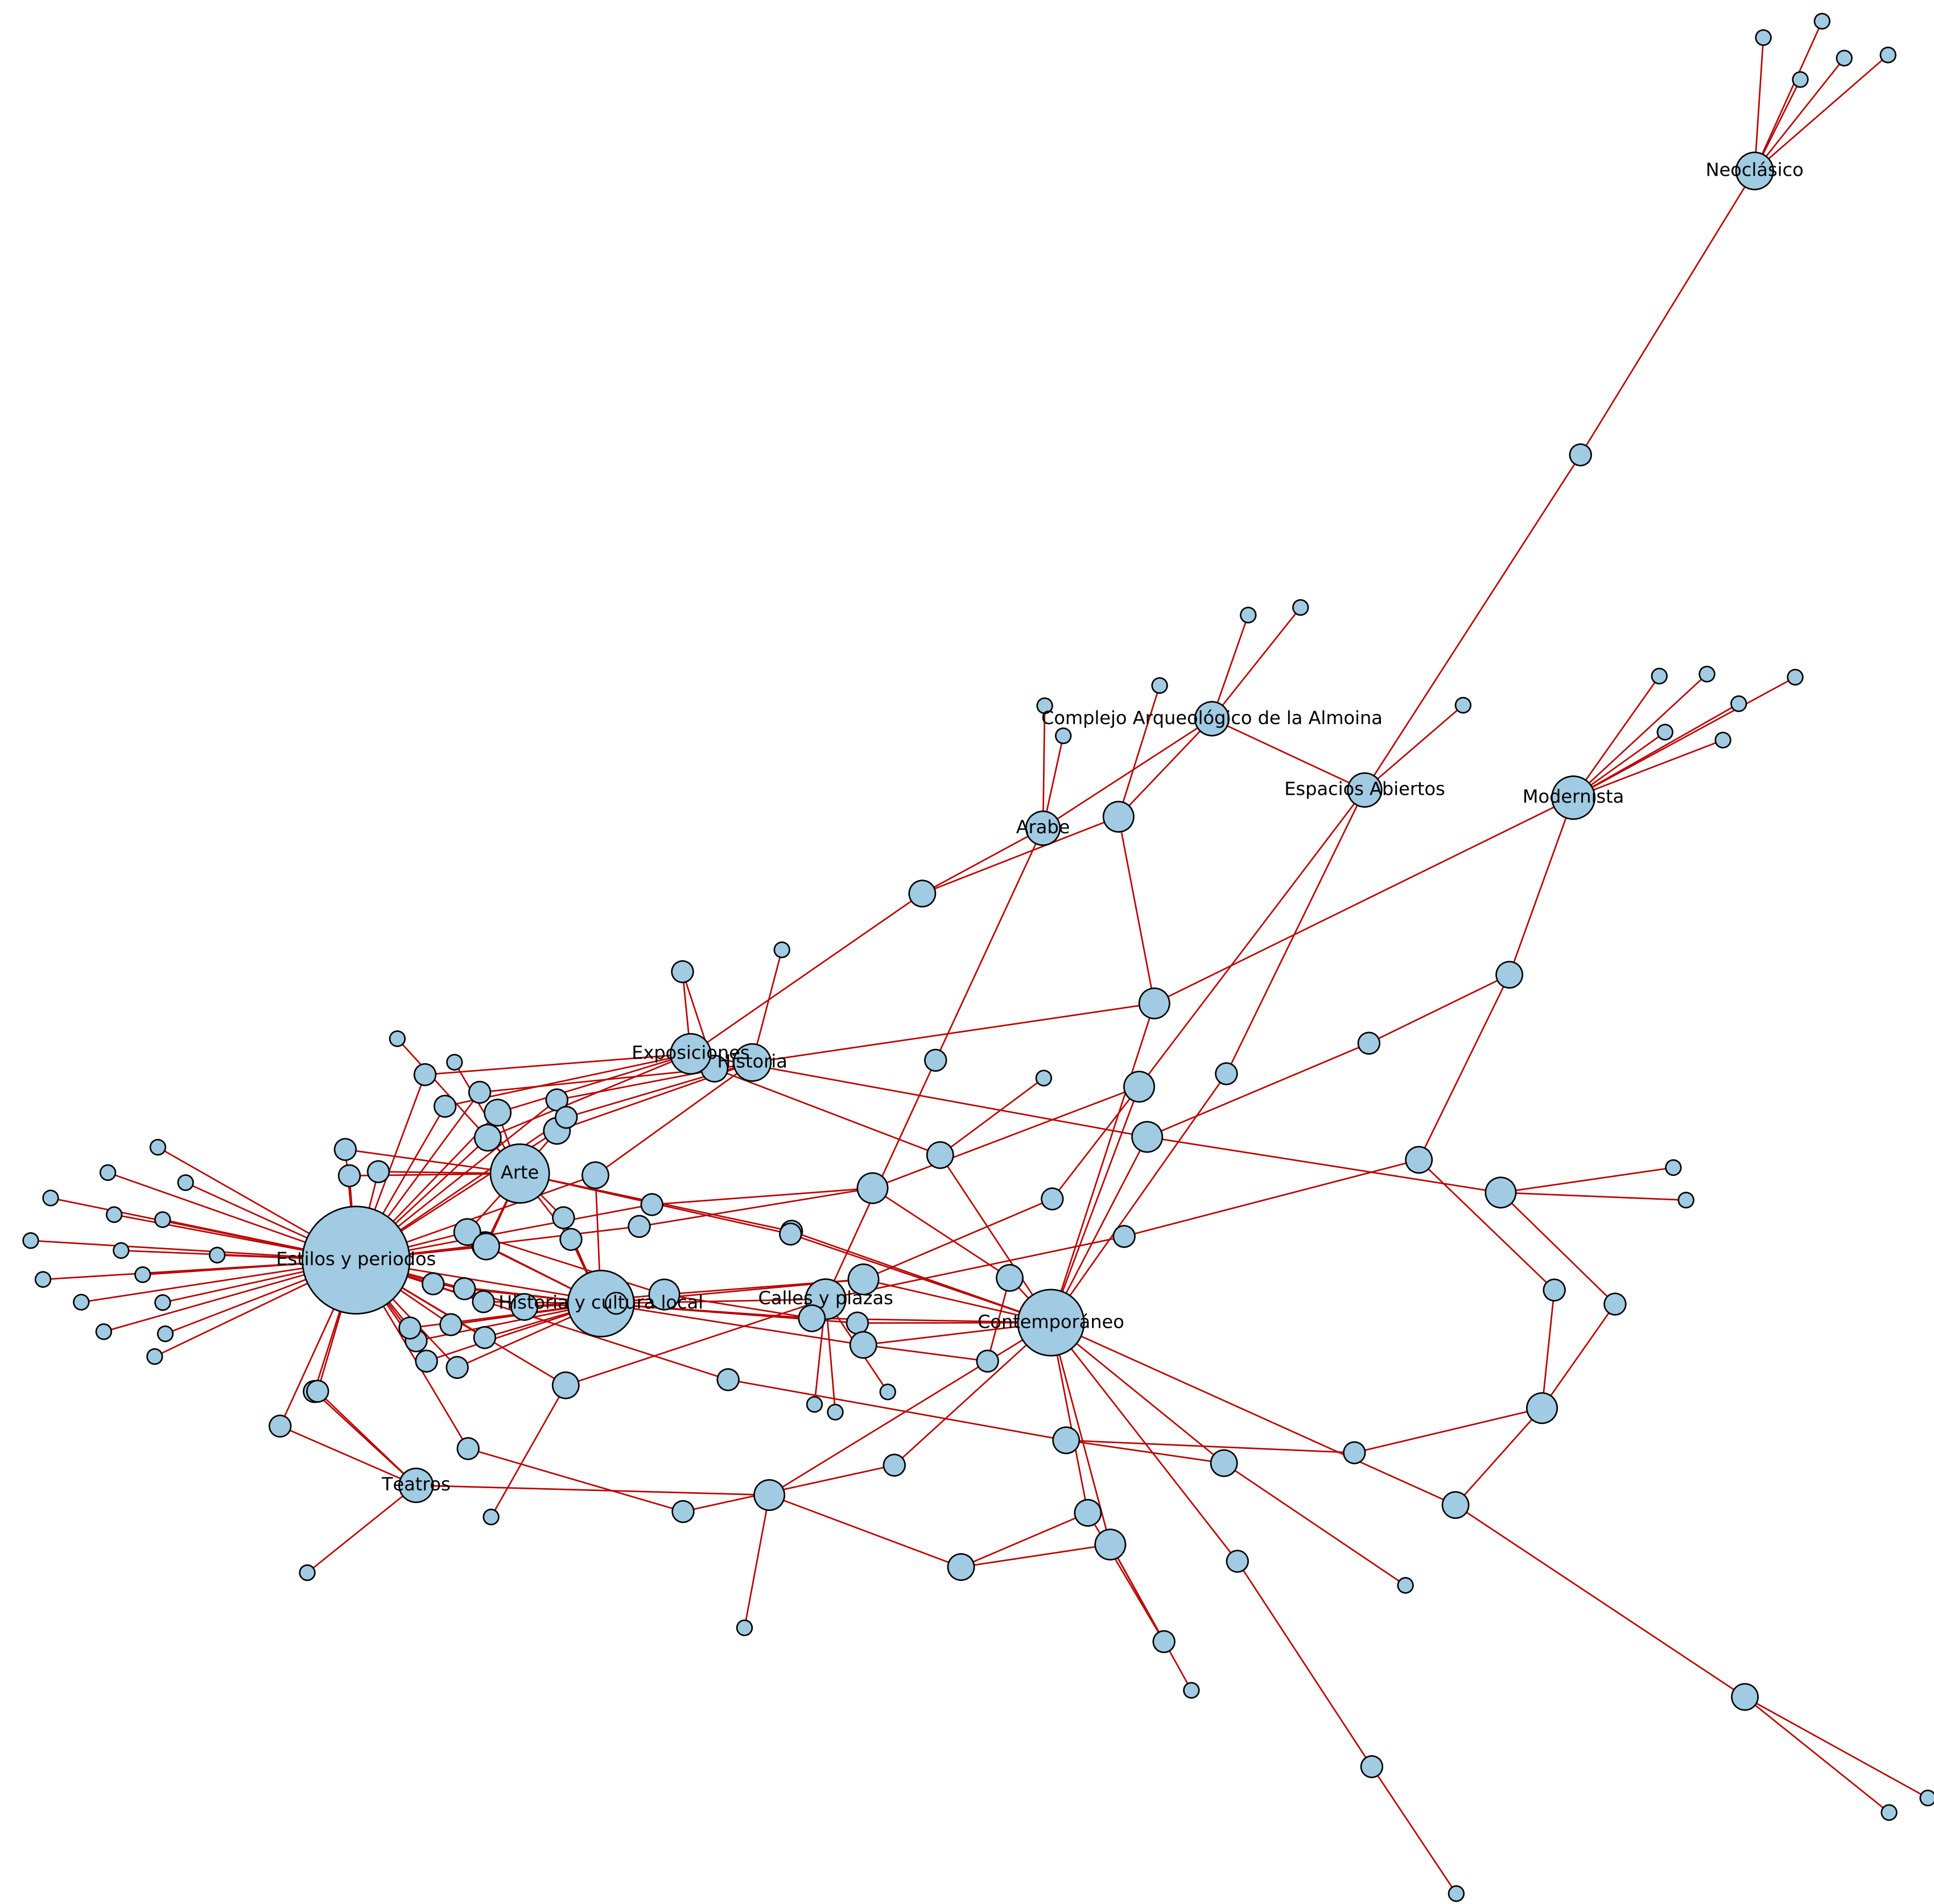 Neoclásico
Complejo Arqueológico de la Almoina
Espacios Abiertos
Modernista
Arabe
Exposiciones
Historia
Arte
Estilos y periodos
Historia y cultura local
Calles y plazas
Contemporáneo
Teatros